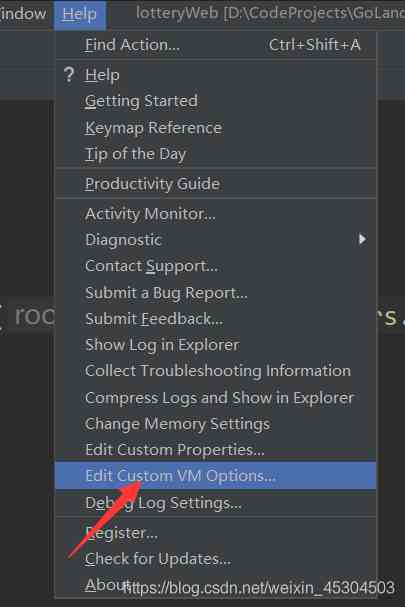 indow Help lotteryWeb [D:\CodeProjects\GoLanc
Find Action... Ctrl+Shift+A
? Help
Getting Started
Keymap Reference
Tip of the Day
Productivity Guide
Activity Monitor...
Diagnostic
Contact Support...
Submit a Bug Report...
{ roo
Submit Feedback...
s.
Show Log in Explorer
Collect Troubleshooting Information
Compress Logs and Show in Explorer
Change Memory Settings
Edit Custom Properties...
Edit Custom VM Options...
Debug Log Settings...
Register...
Check for Updates...
About
https://blog.csdn.net/weixin_45304503